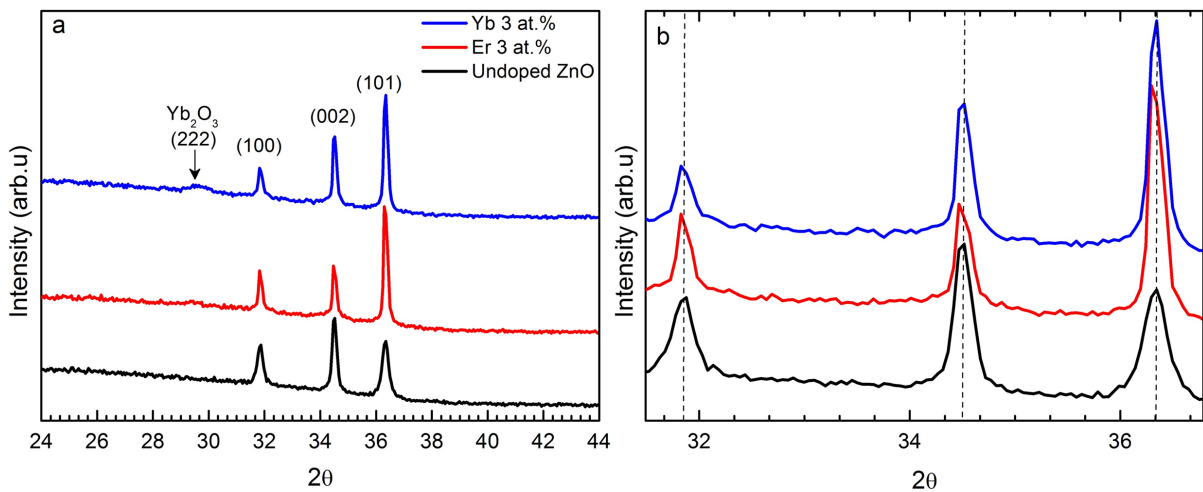 a
Yb 3 at.%
Er 3 at.%
Undoped ZnO
Yb₂O₃
(222)
(100)
(002)
(101)
Intensity (arb.u)
24 26 28 30 32 34 36 38 40 42 44
2θ
b
Intensity (arb.u)
32 34 36
2θ